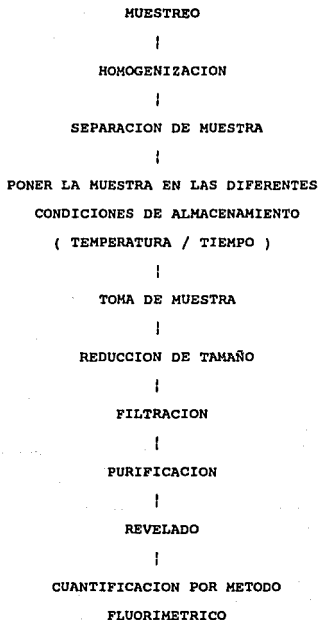 MUESTREO
HOMOGENIZACION
SEPARACION DE MUESTRA
PONER LA MUESTRA EN LAS DIFERENTES
CONDICIONES DE ALMACENAMIENTO
( TEMPERATURA / TIEMPO )
TOMA DE MUESTRA
REDUCCION DE TAMAÑO
FILTRACION
PURIFICACION
REVELADO
CUANTIFICACION POR METODO
FLUORIMETRICO